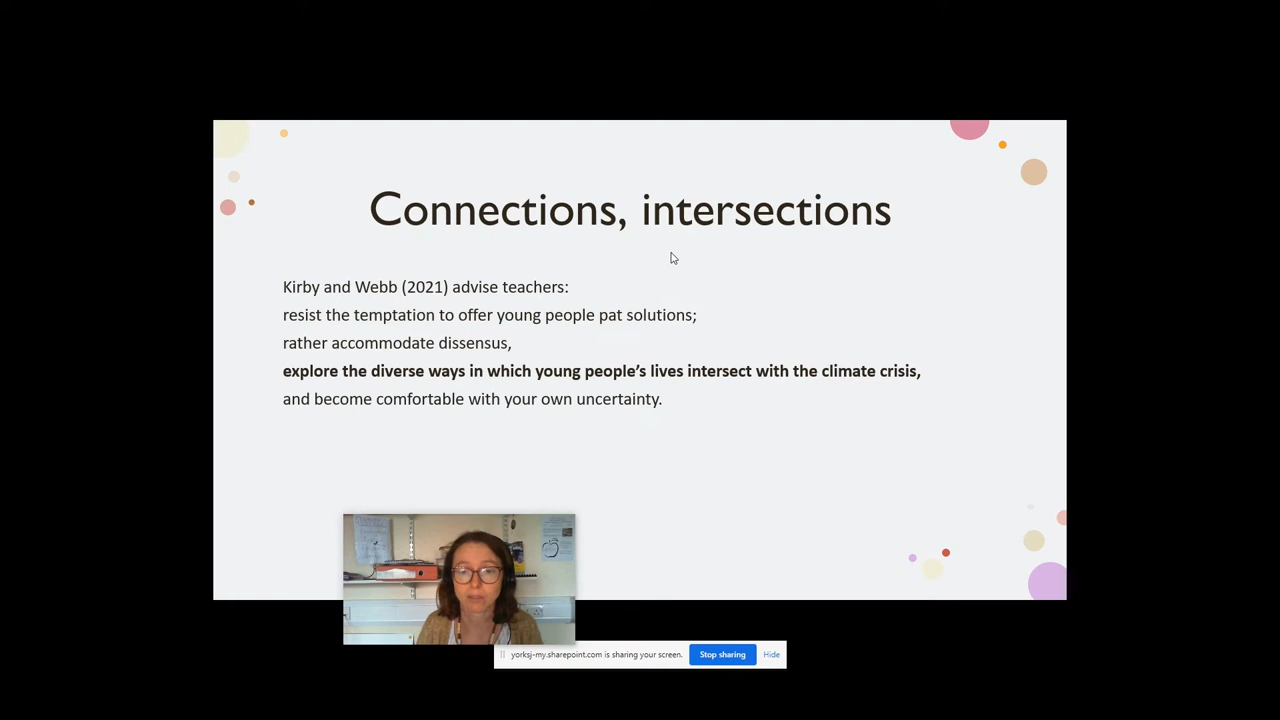 Connections, intersections
Kirby and Webb (2021) advise teachers:
resist the temptation to offer young people pat solutions;
rather accommodate dissensus,
explore the diverse ways in which young people’s lives intersect with the climate crisis,
and become comfortable with your own uncertainty.
yorksj-my.sharepoint.com is sharing your screen. Stop sharing Hide